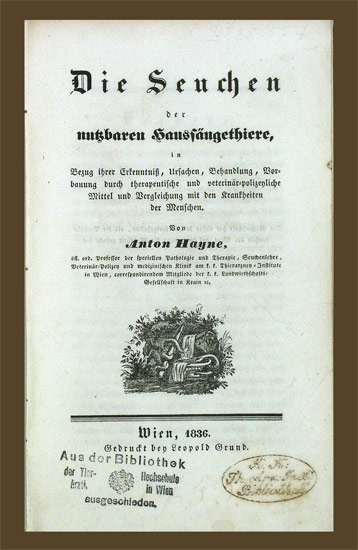 Die Seuchen
der
nutzbaren Haussäugethiere,
in
Bezug ihrer Erkenntniß, Ursachen, Behandlung, Vor-
bauung durch therapeutische und veterinär-polizeyliche
Mittel und Vergleichung mit den Krankheiten
der Menschen.
Von
Anton Hayne,
öff. ord. Professor der speciellen Pathologie und Therapie, Seuchenlehre,
Veterinär-Polizey und medizinischen Klinik am k. k. Thierarzney-Institute
in Wien, correspondirendem Mitgliede der k. k. Landwirthschafts-
Gesellschaft in Krain ꝛc.
Wien, 1836.
Gedruckt bey Leopold Grund.
Aus der Bibliothek
der Tier-
ärztl.
Hochschule
in Wien
ausgeschieden.
K. K.
Bibliothek